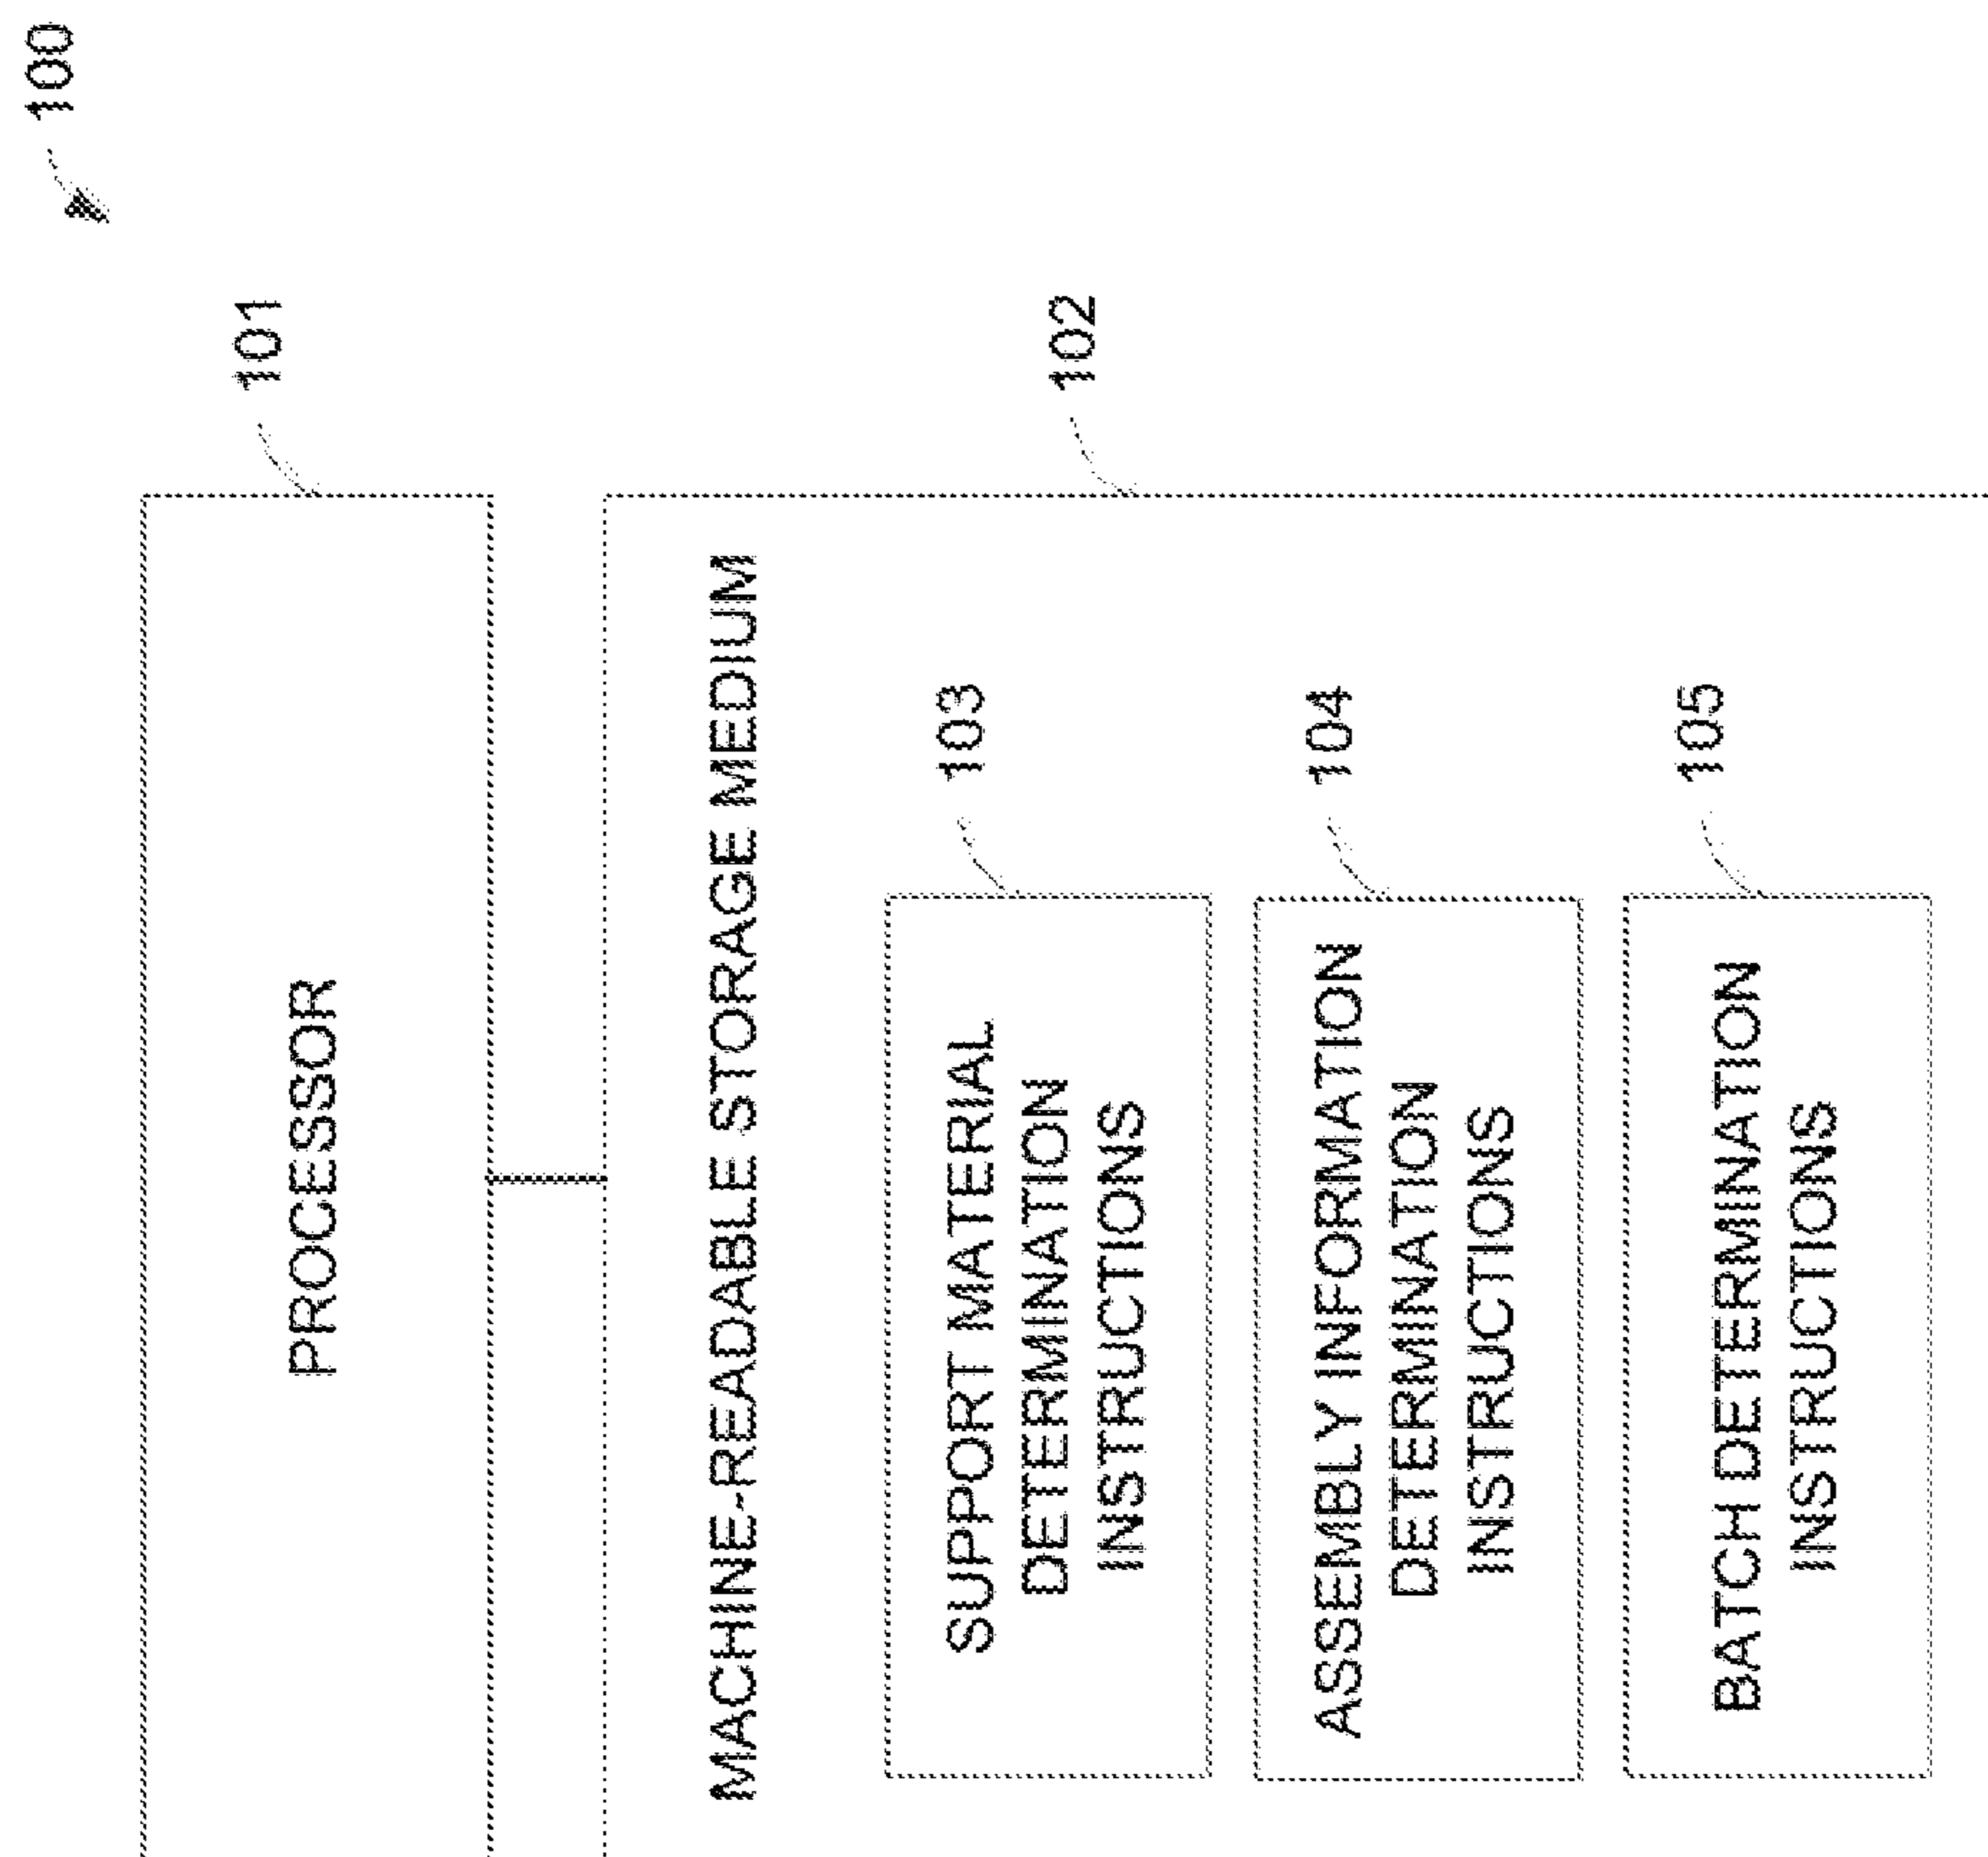 100
101
PROCESSOR
102
MACHINE-READABLE STORAGE MEDIUM
103
SUPPORT MATERIAL
DETERMINATION
INSTRUCTIONS
104
ASSEMBLY INFORMATION
DETERMINATION
INSTRUCTIONS
105
BATCH DETERMINATION
INSTRUCTIONS